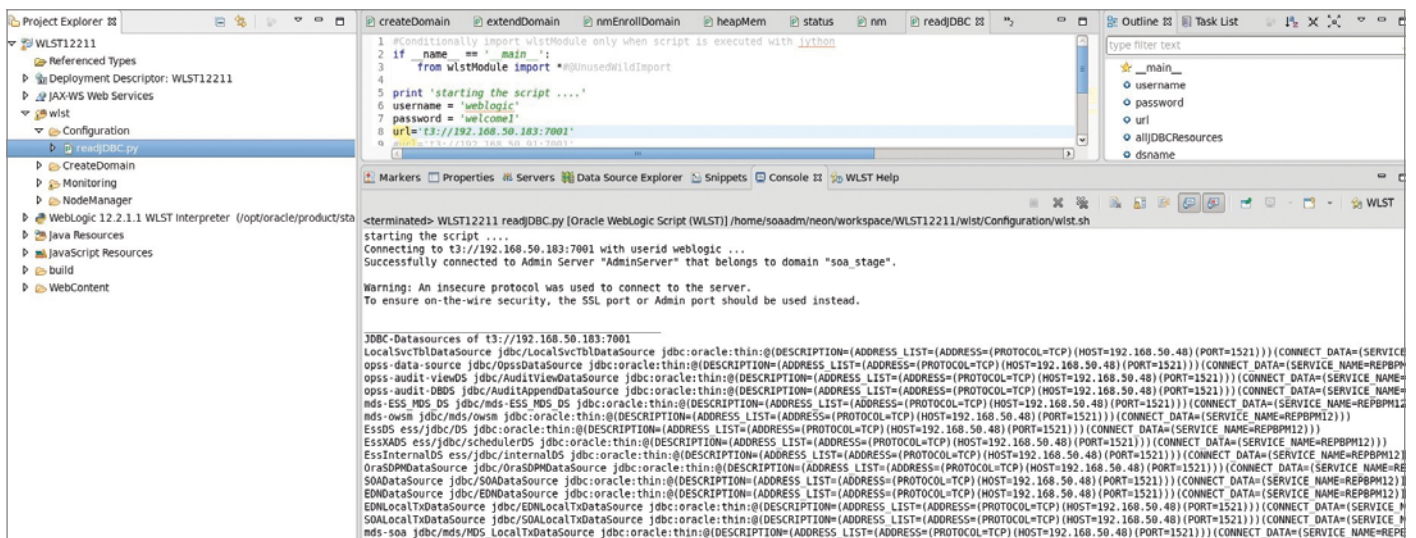 Project Explorer
WLST12211
Referenced Types
Deployment Descriptor: WLST12211
JAX-WS Web Services
wlst
Configuration
readJDBC.py
CreateDomain
Monitoring
NodeManager
WebLogic 12.2.1.1 WLST Interpreter (/opt/oracle/product/sta
Java Resources
JavaScript Resources
build
WebContent
createDomain extendDomain nmEnrollDomain heapMem status nm readJDBC
1 #Conditionally import wlstModule only when script is executed with jython
2 if __name__ == '__main__':
3 from wlstModule import *#@UnusedWildImport
4
5 print 'starting the script ....'
6 username = 'weblogic'
7 password = 'welcome1'
8 url='t3://192.168.50.183:7001'
9 #url='t3://192.168.50.91:7001'
Outline Task List
type filter text
__main__
username
password
url
allJDBCResources
dsname
Markers Properties Servers Data Source Explorer Snippets Console WLST Help
WLST
<terminated> WLST12211 readJDBC.py [Oracle WebLogic Script (WLST)] /home/soaadm/neon/workspace/WLST12211/wlst/Configuration/wlst.sh
starting the script ....
Connecting to t3://192.168.50.183:7001 with userid weblogic ...
Successfully connected to Admin Server "AdminServer" that belongs to domain "soa_stage".
Warning: An insecure protocol was used to connect to the server.
To ensure on-the-wire security, the SSL port or Admin port should be used instead.
JDBC-Datasources of t3://192.168.50.183:7001
LocalSvcTblDataSource jdbc/LocalSvcTblDataSource jdbc:oracle:thin:@(DESCRIPTION=(ADDRESS_LIST=(ADDRESS=(PROTOCOL=TCP)(HOST=192.168.50.48)(PORT=1521)))(CONNECT_DATA=(SERVICE
opss-data-source jdbc/OpssDataSource jdbc:oracle:thin:@(DESCRIPTION=(ADDRESS_LIST=(ADDRESS=(PROTOCOL=TCP)(HOST=192.168.50.48)(PORT=1521)))(CONNECT_DATA=(SERVICE_NAME=REPBPM
opss-audit-viewDS jdbc/AuditViewDataSource jdbc:oracle:thin:@(DESCRIPTION=(ADDRESS_LIST=(ADDRESS=(PROTOCOL=TCP)(HOST=192.168.50.48)(PORT=1521)))(CONNECT_DATA=(SERVICE_NAME=
opss-audit-DBDS jdbc/AuditAppendDataSource jdbc:oracle:thin:@(DESCRIPTION=(ADDRESS_LIST=(ADDRESS=(PROTOCOL=TCP)(HOST=192.168.50.48)(PORT=1521)))(CONNECT_DATA=(SERVICE_NAME=
mds-ESS_MDS_DS jdbc/mds-ESS_MDS_DS jdbc:oracle:thin:@(DESCRIPTION=(ADDRESS_LIST=(ADDRESS=(PROTOCOL=TCP)(HOST=192.168.50.48)(PORT=1521)))(CONNECT_DATA=(SERVICE_NAME=REPBPM12
mds-owsm jdbc/mds/owsm jdbc:oracle:thin:@(DESCRIPTION=(ADDRESS_LIST=(ADDRESS=(PROTOCOL=TCP)(HOST=192.168.50.48)(PORT=1521)))(CONNECT_DATA=(SERVICE_NAME=REPBPM12)))
EssDS ess/jdbc/DS jdbc:oracle:thin:@(DESCRIPTION=(ADDRESS_LIST=(ADDRESS=(PROTOCOL=TCP)(HOST=192.168.50.48)(PORT=1521)))(CONNECT_DATA=(SERVICE_NAME=REPBPM12)))
EssXADS ess/jdbc/schedulerDS jdbc:oracle:thin:@(DESCRIPTION=(ADDRESS_LIST=(ADDRESS=(PROTOCOL=TCP)(HOST=192.168.50.48)(PORT=1521)))(CONNECT_DATA=(SERVICE_NAME=REPBPM12)))
EssInternalDS ess/jdbc/internalDS jdbc:oracle:thin:@(DESCRIPTION=(ADDRESS_LIST=(ADDRESS=(PROTOCOL=TCP)(HOST=192.168.50.48)(PORT=1521)))(CONNECT_DATA=(SERVICE_NAME=REPBPM12)
OraSDPMDataSource jdbc/OraSDPMDataSource jdbc:oracle:thin:@(DESCRIPTION=(ADDRESS_LIST=(ADDRESS=(PROTOCOL=TCP)(HOST=192.168.50.48)(PORT=1521)))(CONNECT_DATA=(SERVICE_NAME=RE
SOADataSource jdbc/SOADataSource jdbc:oracle:thin:@(DESCRIPTION=(ADDRESS_LIST=(ADDRESS=(PROTOCOL=TCP)(HOST=192.168.50.48)(PORT=1521)))(CONNECT_DATA=(SERVICE_NAME=REPBPM12))
EDNDataSource jdbc/EDNDataSource jdbc:oracle:thin:@(DESCRIPTION=(ADDRESS_LIST=(ADDRESS=(PROTOCOL=TCP)(HOST=192.168.50.48)(PORT=1521)))(CONNECT_DATA=(SERVICE_NAME=REPBPM12))
EDNLocalTxDataSource jdbc/EDNLocalTxDataSource jdbc:oracle:thin:@(DESCRIPTION=(ADDRESS_LIST=(ADDRESS=(PROTOCOL=TCP)(HOST=192.168.50.48)(PORT=1521)))(CONNECT_DATA=(SERVICE_N
SOALocalTxDataSource jdbc/SOALocalTxDataSource jdbc:oracle:thin:@(DESCRIPTION=(ADDRESS_LIST=(ADDRESS=(PROTOCOL=TCP)(HOST=192.168.50.48)(PORT=1521)))(CONNECT_DATA=(SERVICE_N
mds-soa jdbc/mds/MDS_LocalTxDataSource jdbc:oracle:thin:@(DESCRIPTION=(ADDRESS_LIST=(ADDRESS=(PROTOCOL=TCP)(HOST=192.168.50.48)(PORT=1521)))(CONNECT_DATA=(SERVICE_NAME=REPB